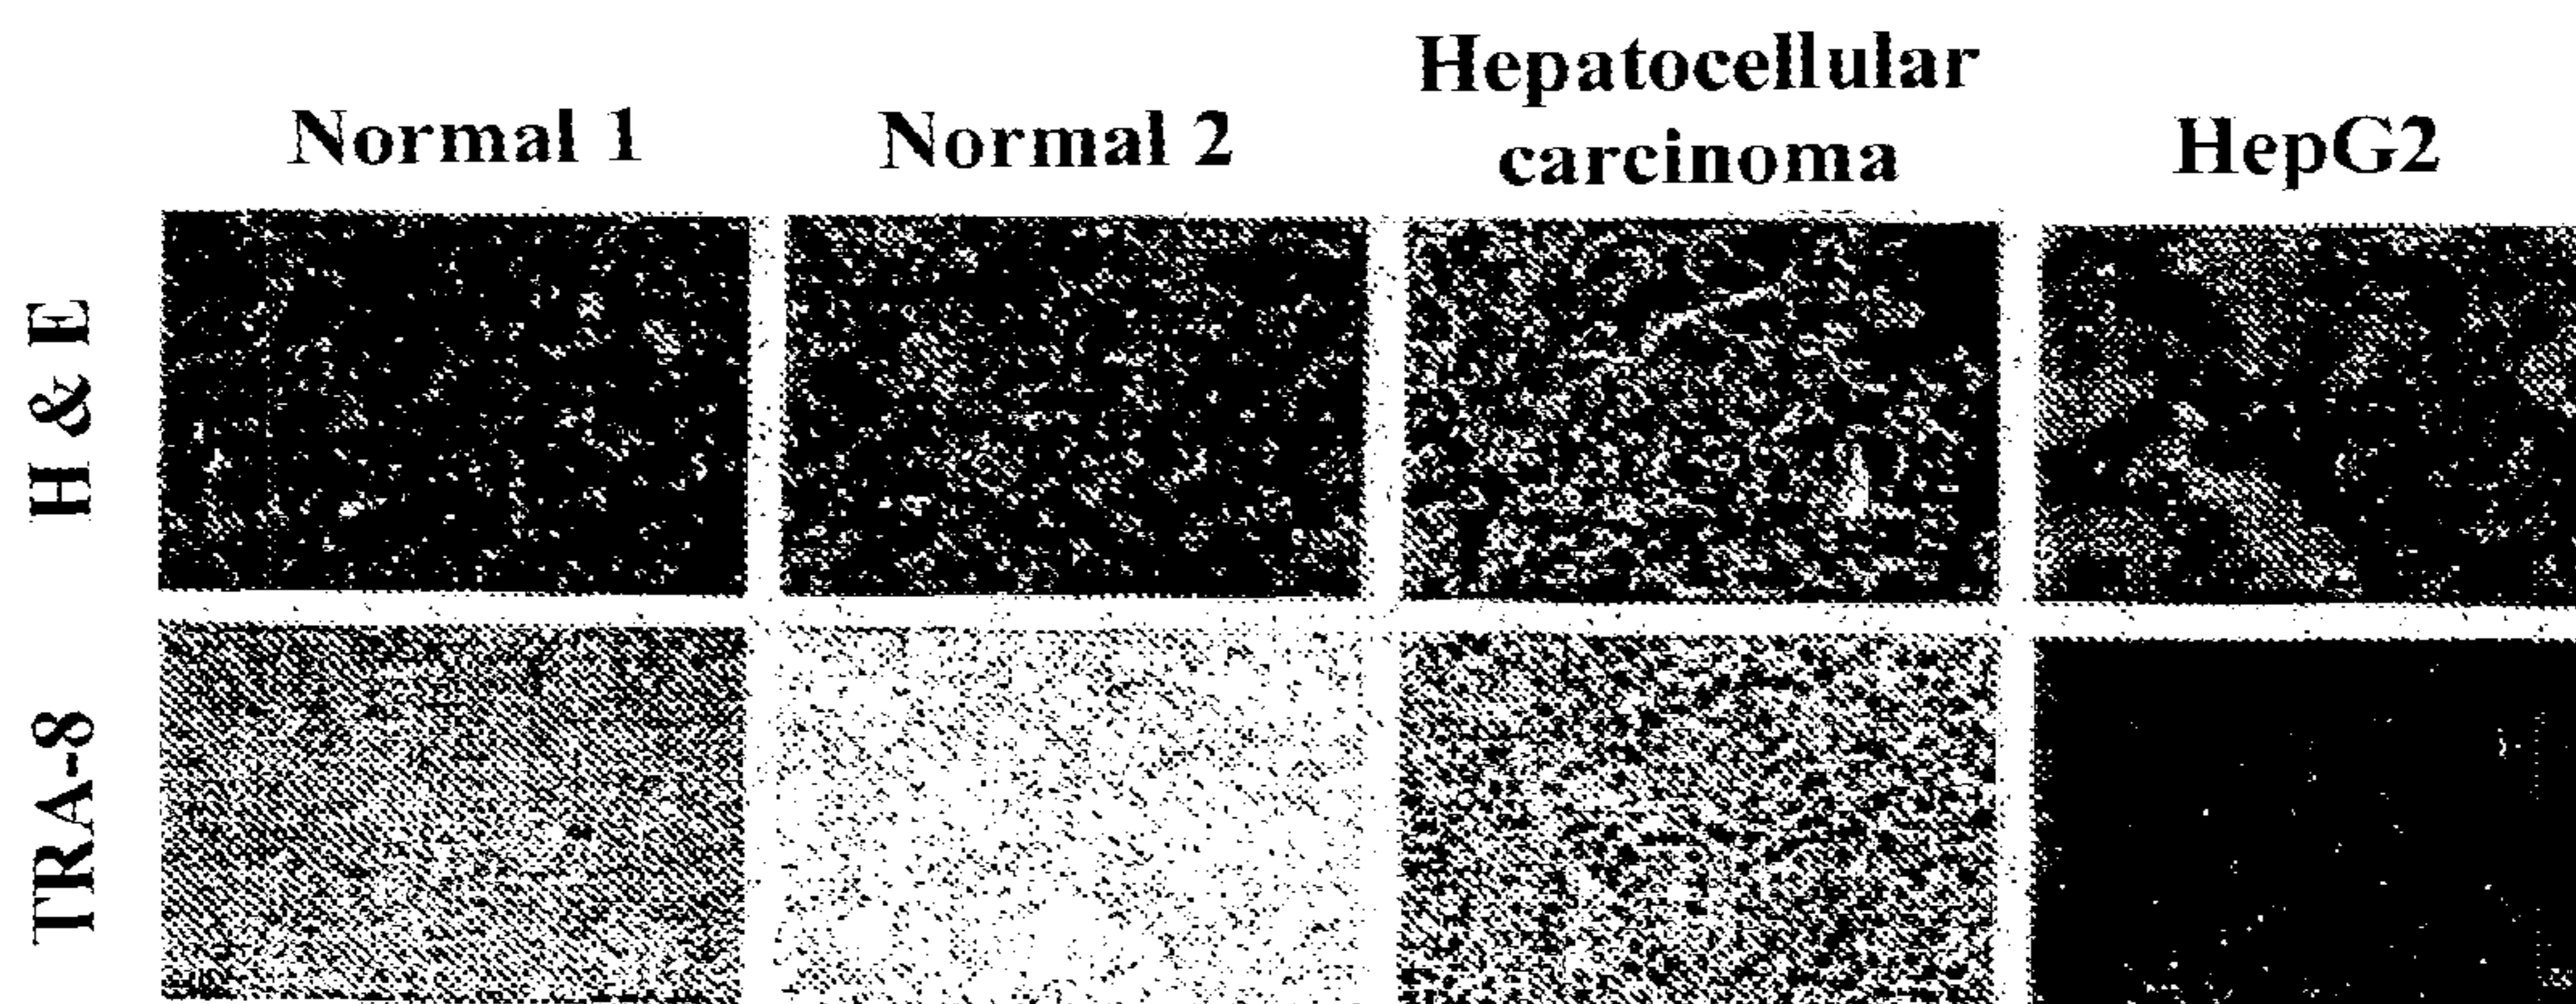 Normal 1
Normal 2
Hepatocellular
carcinoma
HepG2
H & E
TRA-8